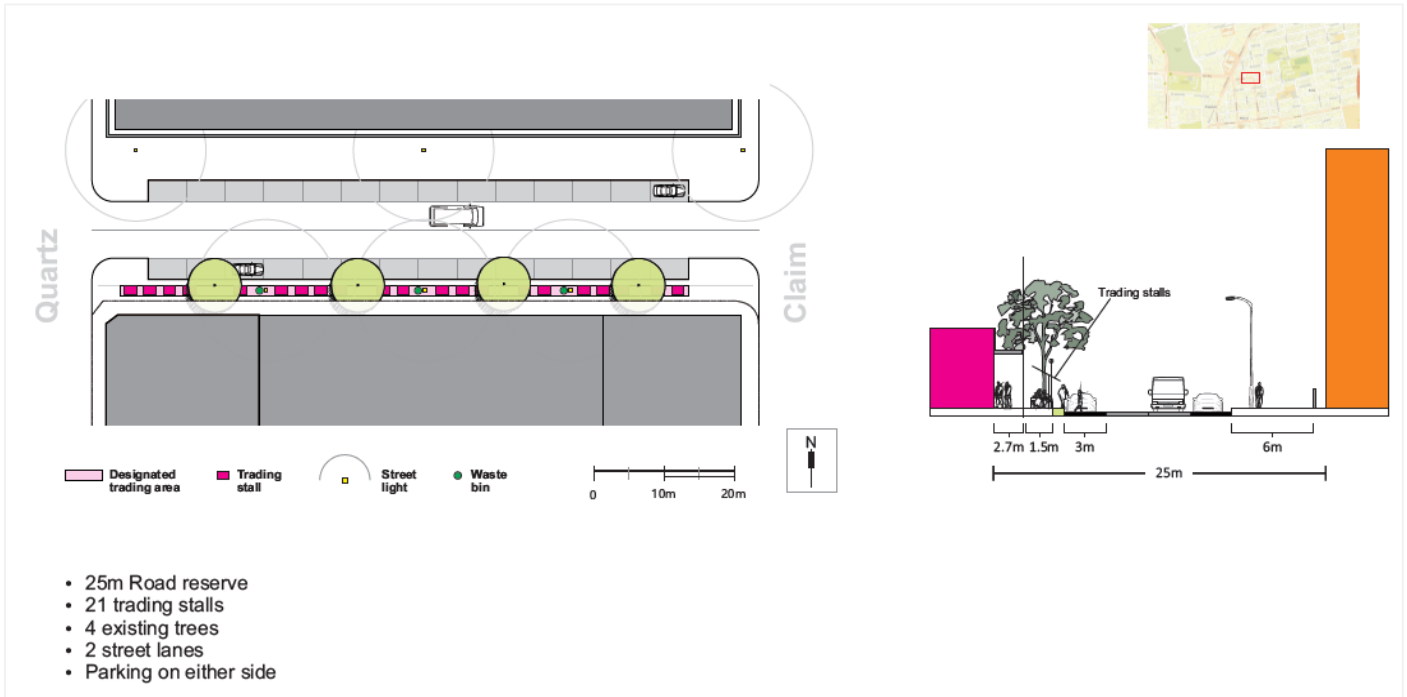 Quartz
Claim
Trading stalls
2.7m 1.5m 3m 6m
25m
N
Designated
trading area
Trading
stall
Street
light
Waste
bin
0 10m 20m
• 25m Road reserve
• 21 trading stalls
• 4 existing trees
• 2 street lanes
• Parking on either side